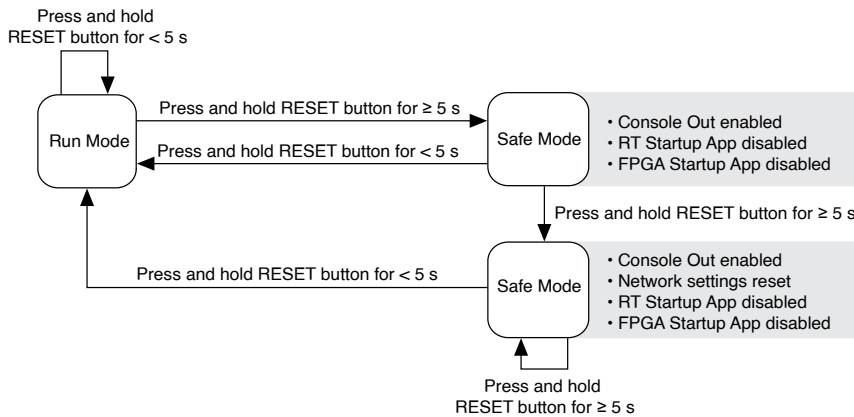 Press and hold
RESET button for < 5 s
Run Mode
Press and hold RESET button for ≥ 5 s
Press and hold RESET button for < 5 s
Safe Mode
• Console Out enabled
• RT Startup App disabled
• FPGA Startup App disabled
Press and hold RESET button for ≥ 5 s
Press and hold RESET button for < 5 s
Safe Mode
• Console Out enabled
• Network settings reset
• RT Startup App disabled
• FPGA Startup App disabled
Press and hold
RESET button for ≥ 5 s